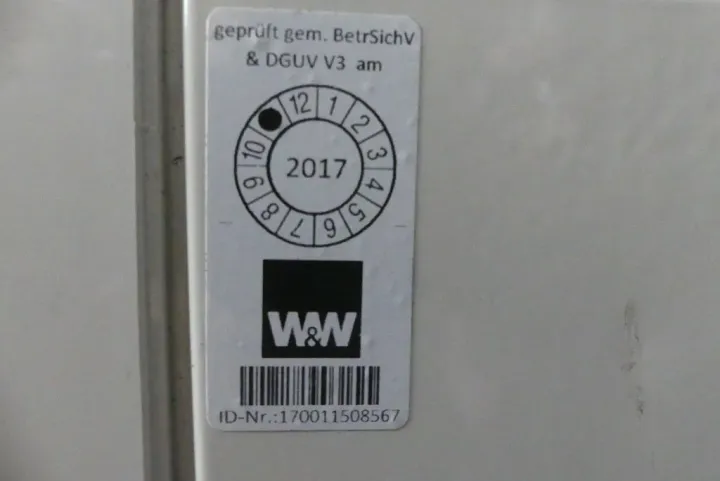 geprüft gem. BetrSichV
& DGUV V3 am
12 1 2 3 4 5 6 7 8 9 10
2017
W&W
ID-Nr.:170011508567